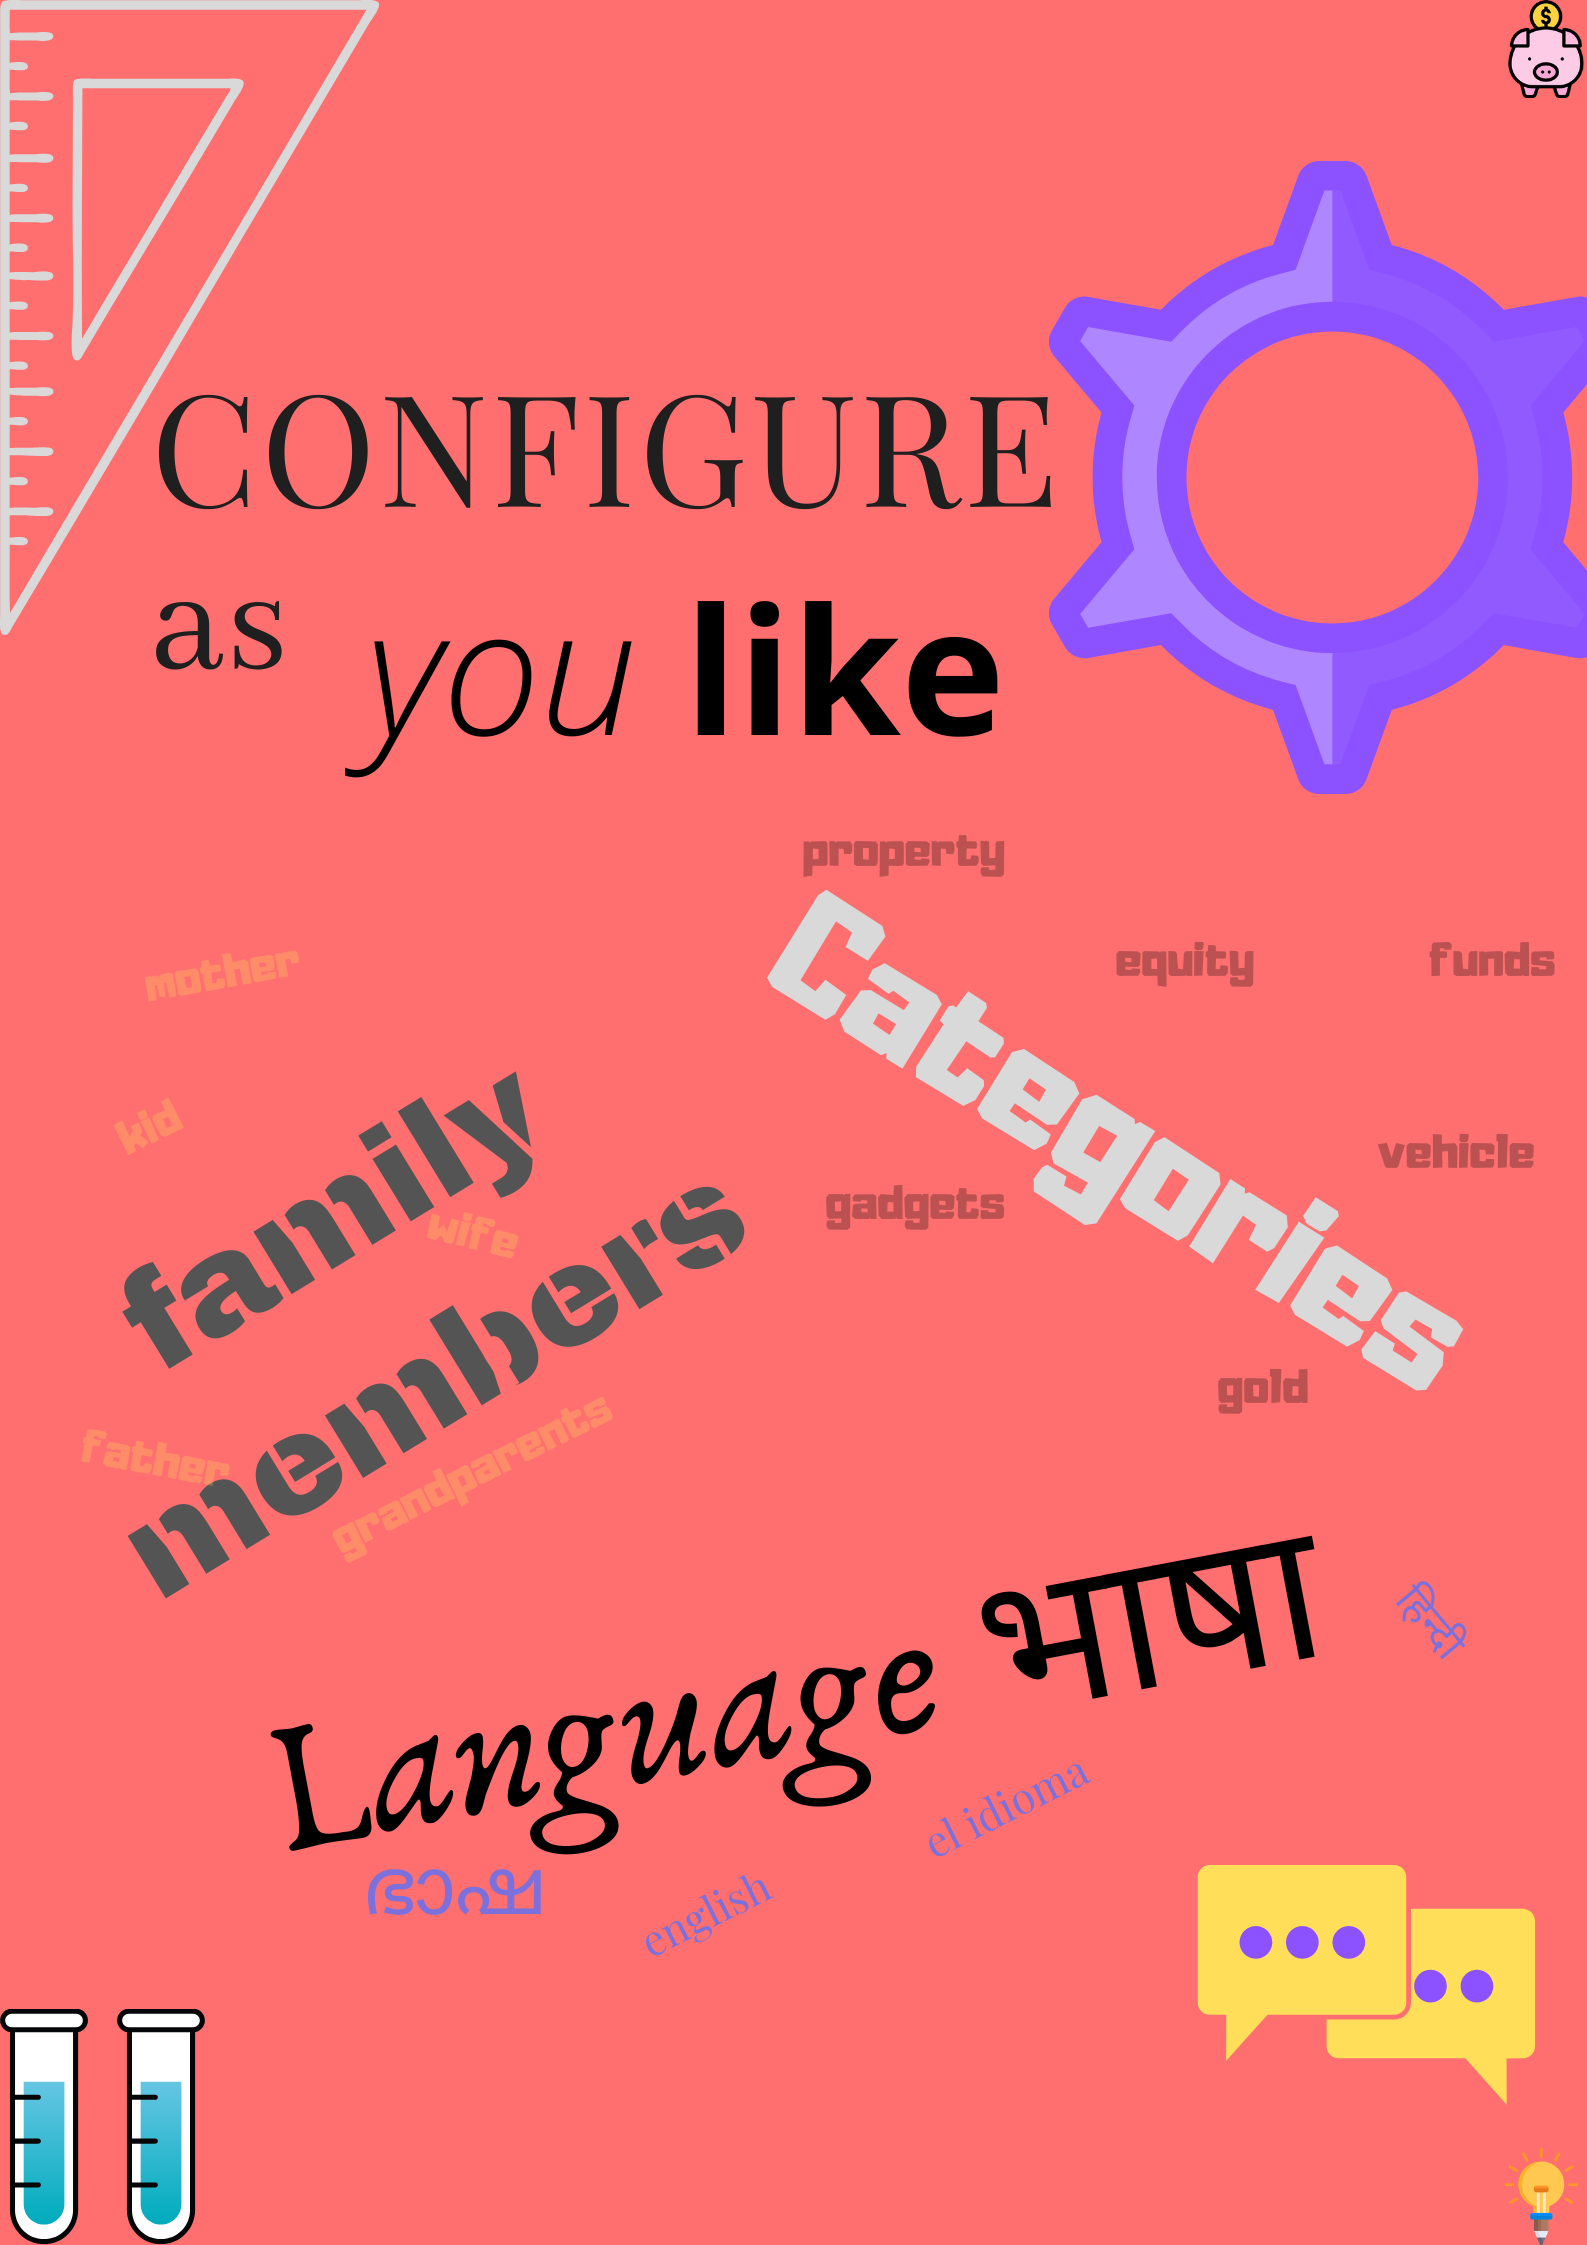 $
CONFIGURE
as you like
property
equity
funds
mother
Categories
kid
family
vehicle
wife
gadgets
members
gold
father
grandparents
Language भाषा
el idioma
ഭാഷ
english